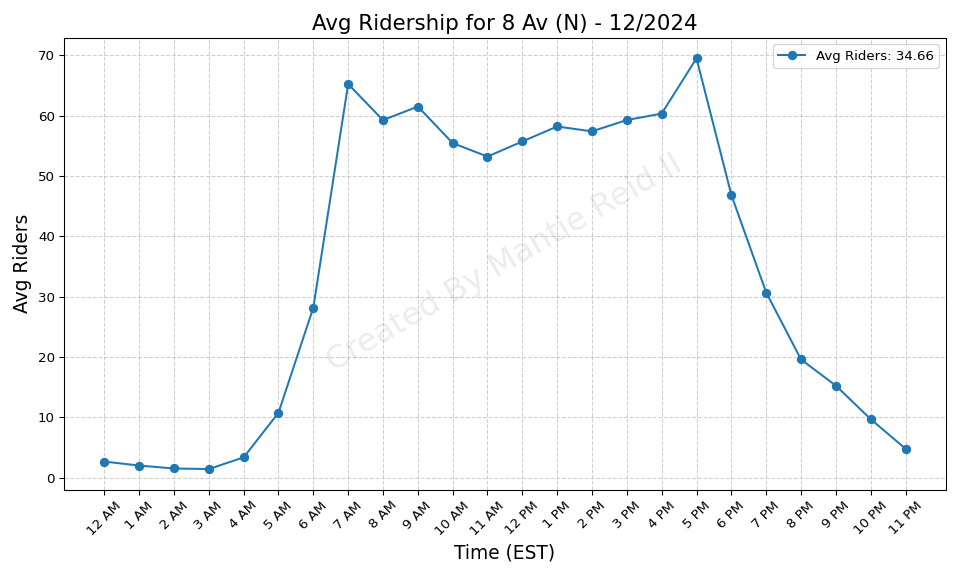 Avg Ridership for 8 Av (N) - 12/2024
Avg Riders: 34.66
Avg Riders
70
60
50
40
30
20
10
0
Created By Mantie Reid II
12 AM
1 AM
2 AM
3 AM
4 AM
5 AM
6 AM
7 AM
8 AM
9 AM
10 AM
11 AM
12 PM
1 PM
2 PM
3 PM
4 PM
5 PM
6 PM
7 PM
8 PM
9 PM
10 PM
11 PM
Time (EST)